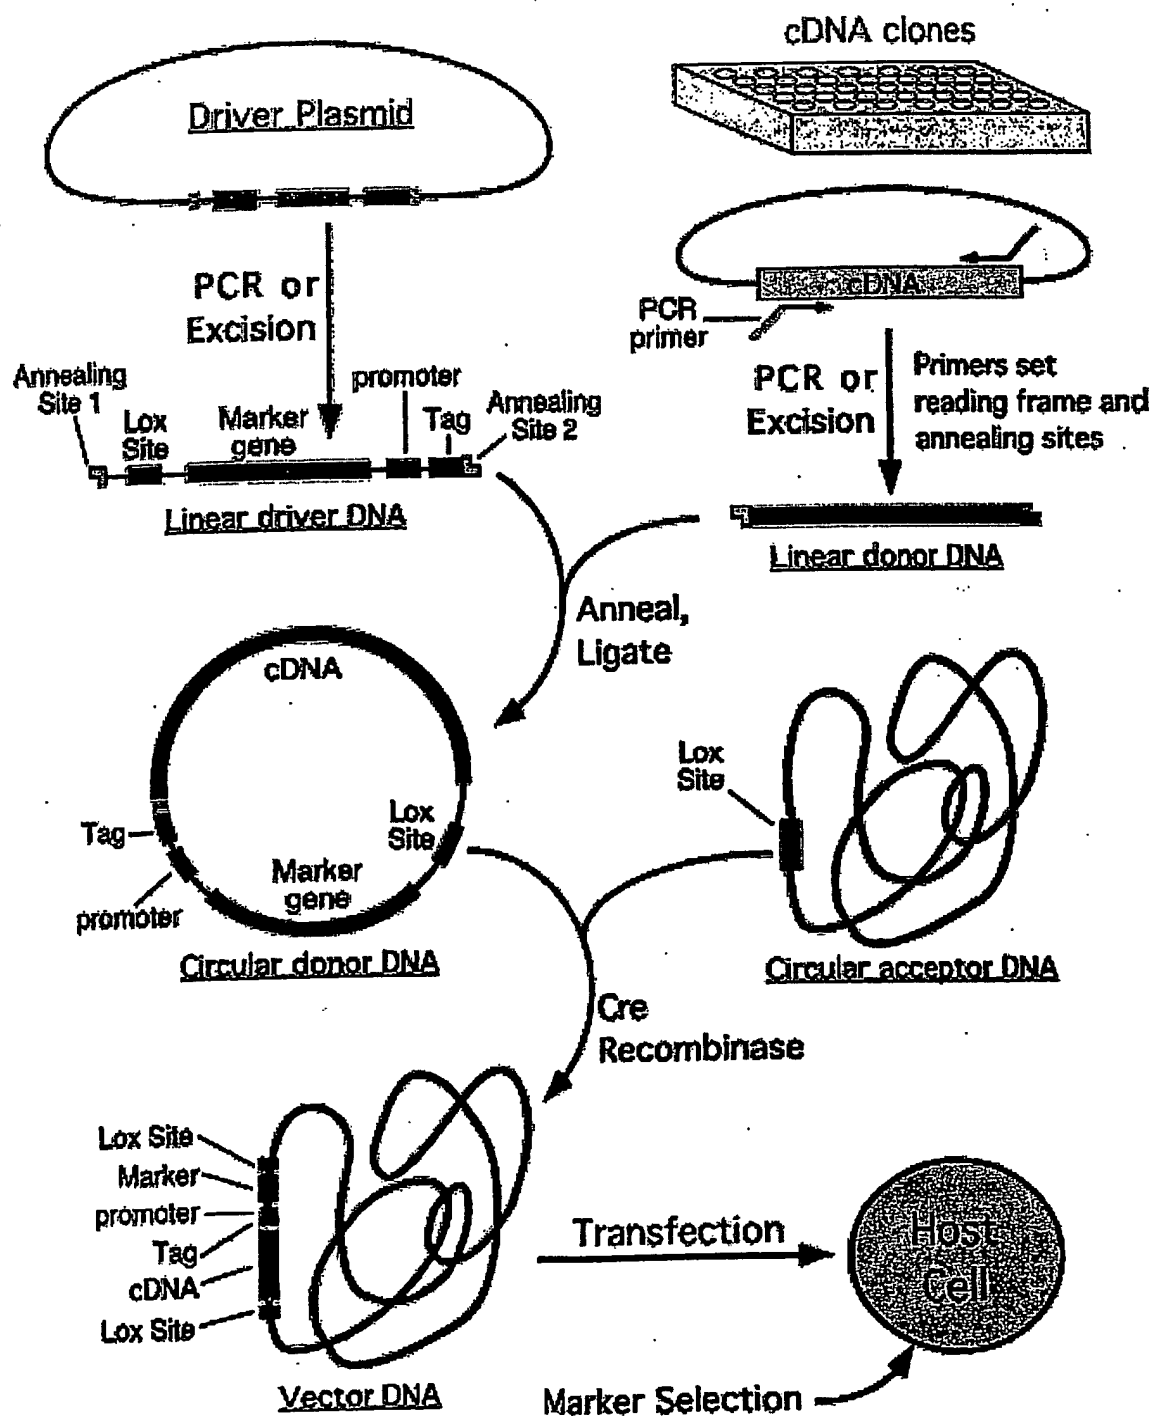 cDNA clones
Driver Plasmid
cDNA
PCR
primer
PCR or
Excision
PCR or
Excision
Primers set
reading frame and
annealing sites
Annealing
Site 1
Lox
Site
Marker
gene
promoter
Tag
Annealing
Site 2
Linear driver DNA
Linear donor DNA
Anneal,
Ligate
cDNA
Tag
promoter
Marker
gene
Lox
Site
Circular donor DNA
Lox
Site
Circular acceptor DNA
Cre
Recombinase
Lox Site
Marker
promoter
Tag
cDNA
Lox Site
Vector DNA
Transfection
Host
Cell
Marker Selection